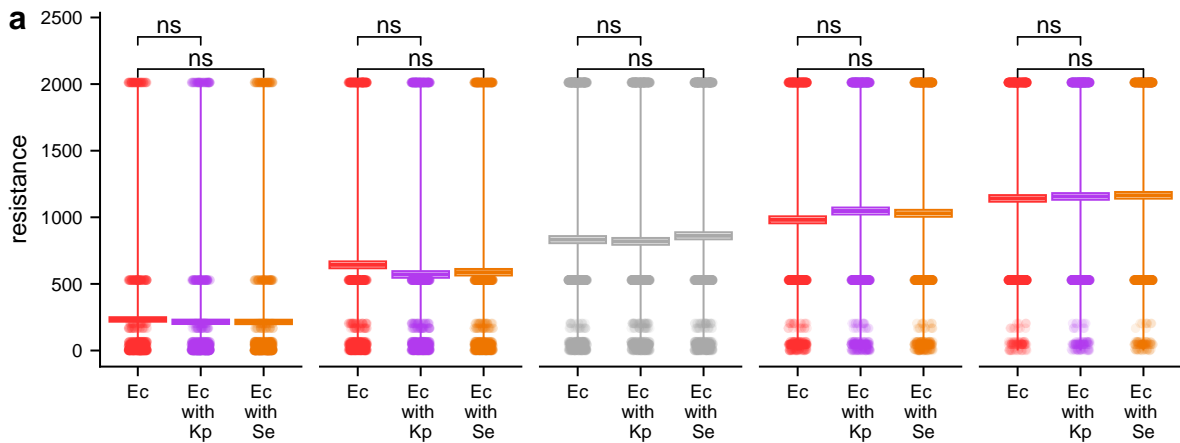 a
2500
2000
1500
1000
500
0
resistance
ns
ns
ns
ns
ns
ns
ns
ns
ns
ns
Ec
Ec
with
Kp
Ec
with
Se
Ec
Ec
with
Kp
Ec
with
Se
Ec
Ec
with
Kp
Ec
with
Se
Ec
Ec
with
Kp
Ec
with
Se
Ec
Ec
with
Kp
Ec
with
Se